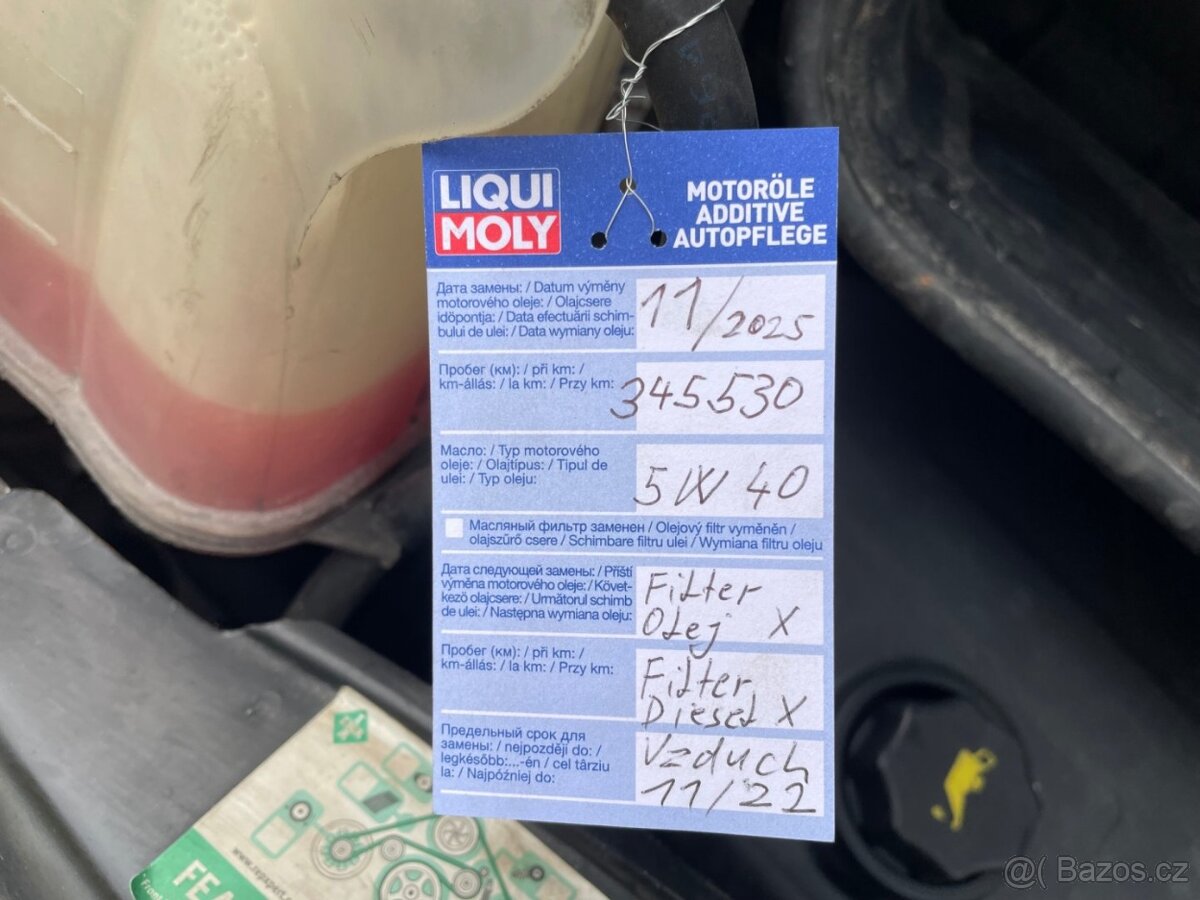 LIQUI
MOLY
MOTORÖLE
ADDITIVE
AUTOPFLEGE
Дата замены: / Datum výměny
motorového oleje: / Olajcsere
idöpontja: / Data efectuării schim-
bului de ulei: / Data wymiany oleju:
11/2025
Пробег (км): / při km: /
km-állás: / la km: / Przy km:
345530
Масло: / Typ motorového
oleje: / Olajtípus: / Tipul de
ulei: / Typ oleju:
5W 40
Масляный фильтр заменен / Olejový filtr vyměněn /
olajszűrő csere / Schimbare filtru ulei / Wymiana filtru oleju
Дата следующей замены: / Příští
výměna motorového oleje: / Követ-
kező olajcsere: / Următorul schimb
de ulei: / Następna wymiana oleju:
Filter
Olej X
Пробег (км): / při km: /
km-állás: / la km: / Przy km:
Filter
Diesel X
Предельный срок для
замены: / nejpozději do: /
legkésöbb:...-én / cel târziu
la: / Najpóźniej do:
Vzduch
11/22
FEA
Front
@( Bazos.cz